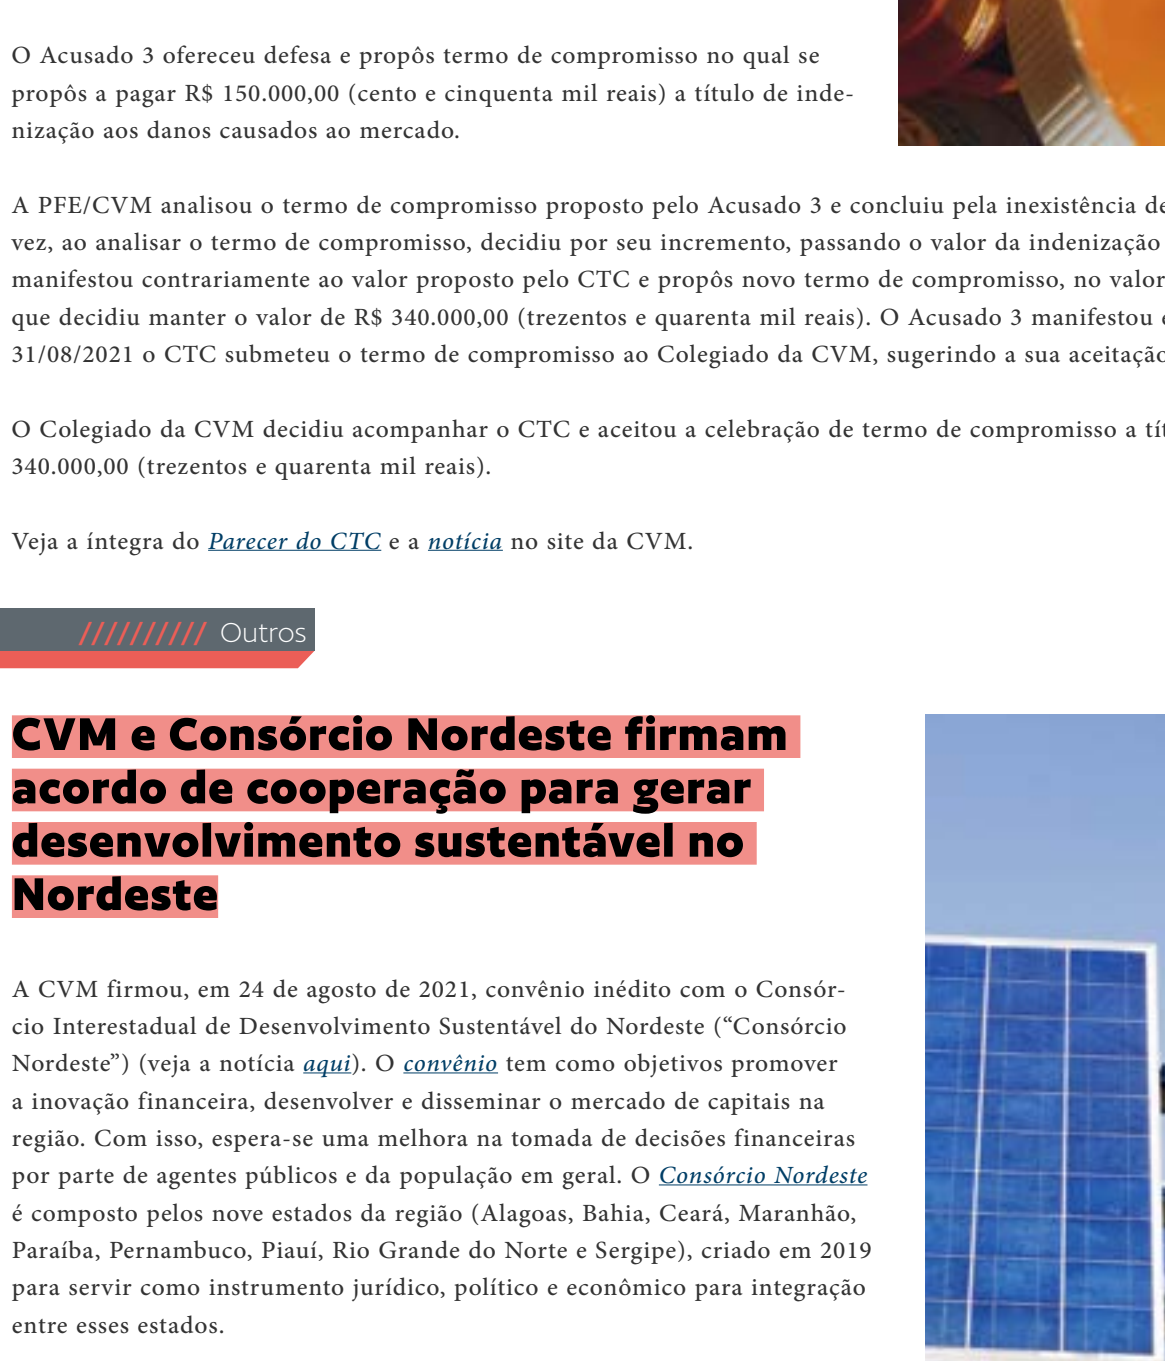 O Acusado 3 ofereceu defesa e propôs termo de compromisso no qual se
propôs a pagar R$ 150.000,00 (cento e cinquenta mil reais) a título de inde-
nização aos danos causados ao mercado.
A PFE/CVM analisou o termo de compromisso proposto pelo Acusado 3 e concluiu pela inexistência de
vez, ao analisar o termo de compromisso, decidiu por seu incremento, passando o valor da indenização
manifestou contrariamente ao valor proposto pelo CTC e propôs novo termo de compromisso, no valor
que decidiu manter o valor de R$ 340.000,00 (trezentos e quarenta mil reais). O Acusado 3 manifestou
31/08/2021 o CTC submeteu o termo de compromisso ao Colegiado da CVM, sugerindo a sua aceitação
O Colegiado da CVM decidiu acompanhar o CTC e aceitou a celebração de termo de compromisso a
340.000,00 (trezentos e quarenta mil reais).
Veja a íntegra do Parecer do CTC e a notícia no site da CVM.
////////// Outros
CVM e Consórcio Nordeste firmam
acordo de cooperação para gerar
desenvolvimento sustentável no
Nordeste
A CVM firmou, em 24 de agosto de 2021, convênio inédito com o Consór-
cio Interestadual de Desenvolvimento Sustentável do Nordeste (“Consórcio
Nordeste”) (veja a notícia aqui). O convênio tem como objetivos promover
a inovação financeira, desenvolver e disseminar o mercado de capitais na
região. Com isso, espera-se uma melhora na tomada de decisões financeiras
por parte de agentes públicos e da população em geral. O Consórcio Nordeste
é composto pelos nove estados da região (Alagoas, Bahia, Ceará, Maranhão,
Paraíba, Pernambuco, Piauí, Rio Grande do Norte e Sergipe), criado em 2019
para servir como instrumento jurídico, político e econômico para integração
entre esses estados.